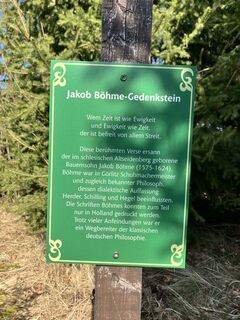 Jakob Böhme-Gedenkstein
Wem Zeit ist wie Ewigkeit
und Ewigkeit wie Zeit,
der ist befreit von allem Streit.
Diese berühmten Verse ersann
der im schlesischen Altseidenberg geborene
Bauernsohn Jakob Böhme (1575-1624).
Böhme war in Görlitz Schuhmachermeister
und zugleich bekannter Philosoph,
dessen dialektische Auffassung
Herder, Schilling und Hegel beeinflussten.
Die Schriften Böhmes konnten zum Teil
nur in Holland gedruckt werden.
Trotz vieler Anfeindungen war er
ein Wegbereiter der klassischen
deutschen Philosophie.